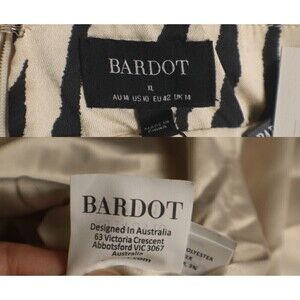 BARDOT
XL
AU 14 US 10 EU 42 UK 14
BARDOT
Designed In Australia
63 Victoria Crescent
Abbotsford VIC 3067
Australia